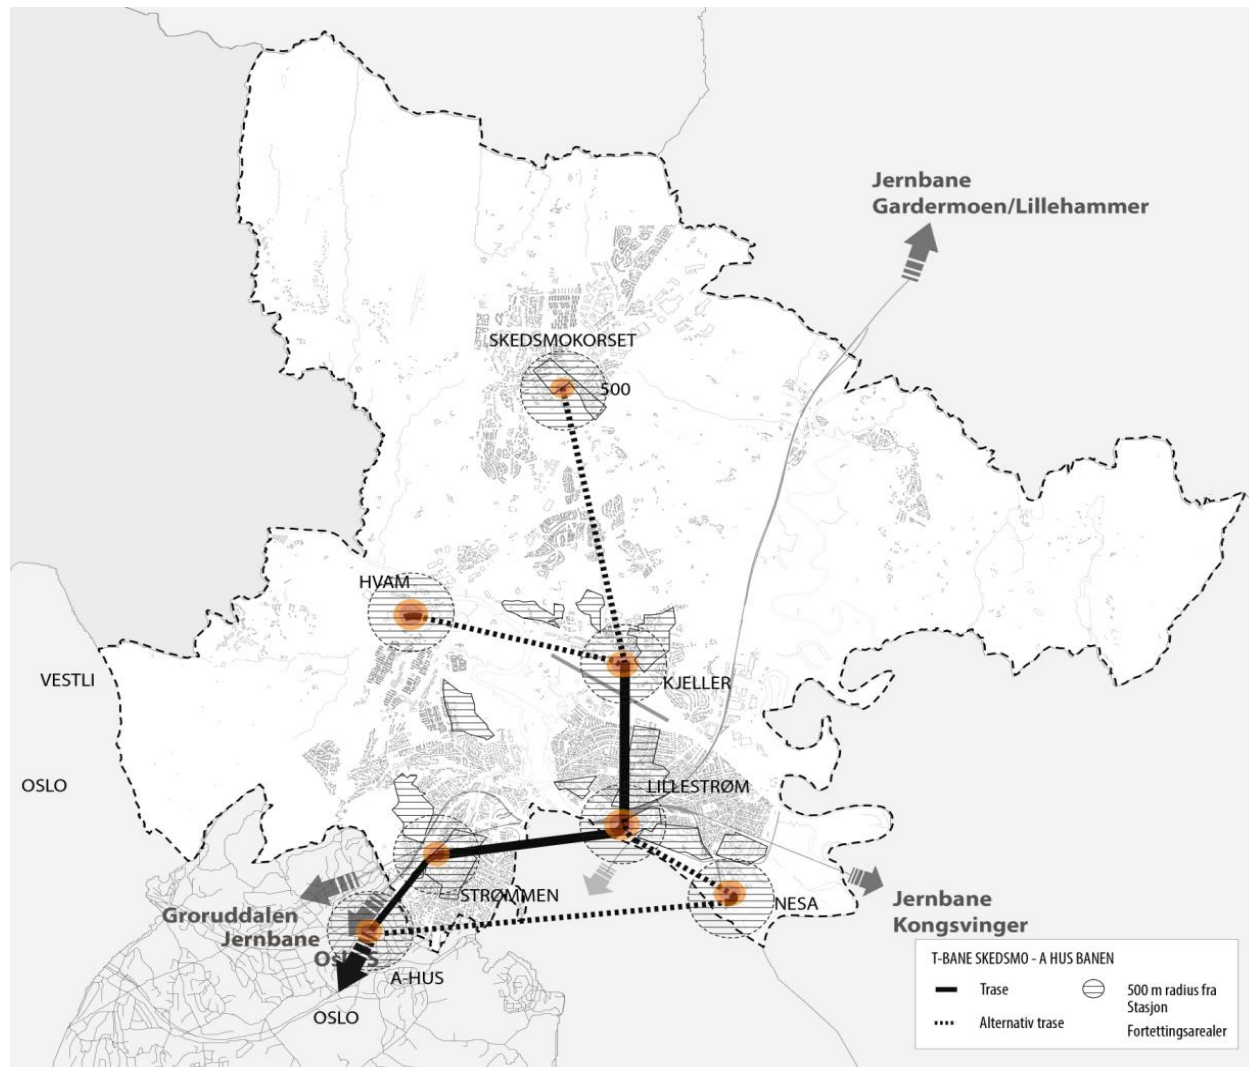 Jernbane
Gardermoen/Lillehammer
SKEDSMOKORSET
500
HVAM
VESTLI
KJELLER
OSLO
LILLESTRØM
STRØMMEN
NESA
Jernbane
Kongsvinger
Groruddalen
Jernbane
Oslo S
A-HUS
OSLO
T-BANE SKEDSMO - A HUS BANEN
Trase
500 m radius fra
Stasjon
Alternativ trase
Fortettingsarealer